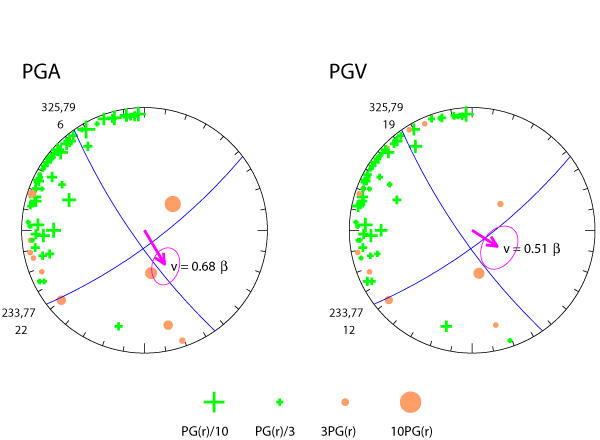 PGA
PGV
325,79
6
325,79
19
v = 0.68 β
v = 0.51 β
233,77
22
233,77
12
PG(r)/10 PG(r)/3 3PG(r) 10PG(r)